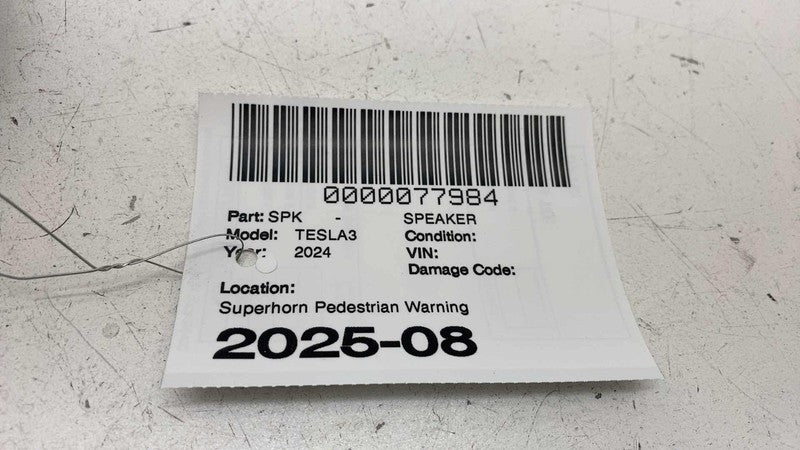 0000077984
Part: SPK - SPEAKER
Model: TESLA3 Condition:
Year: 2024 VIN:
Damage Code:
Location:
Superhorn Pedestrian Warning
2025-08